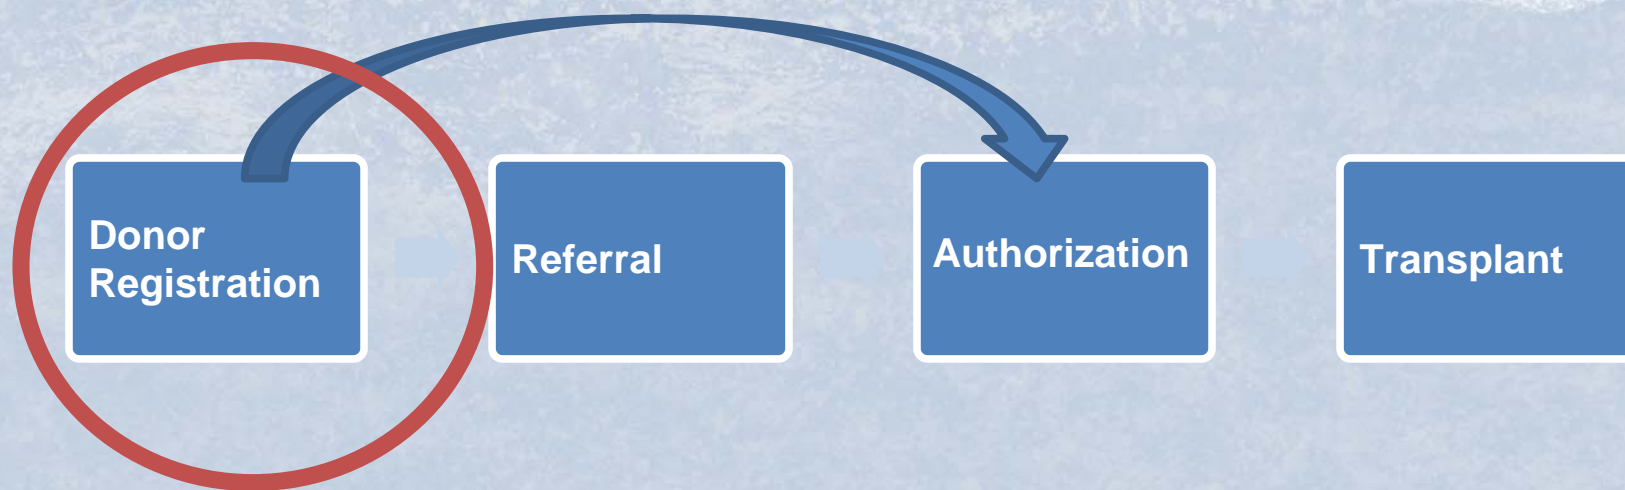 Donor
Registration
Referral
Authorization
Transplant